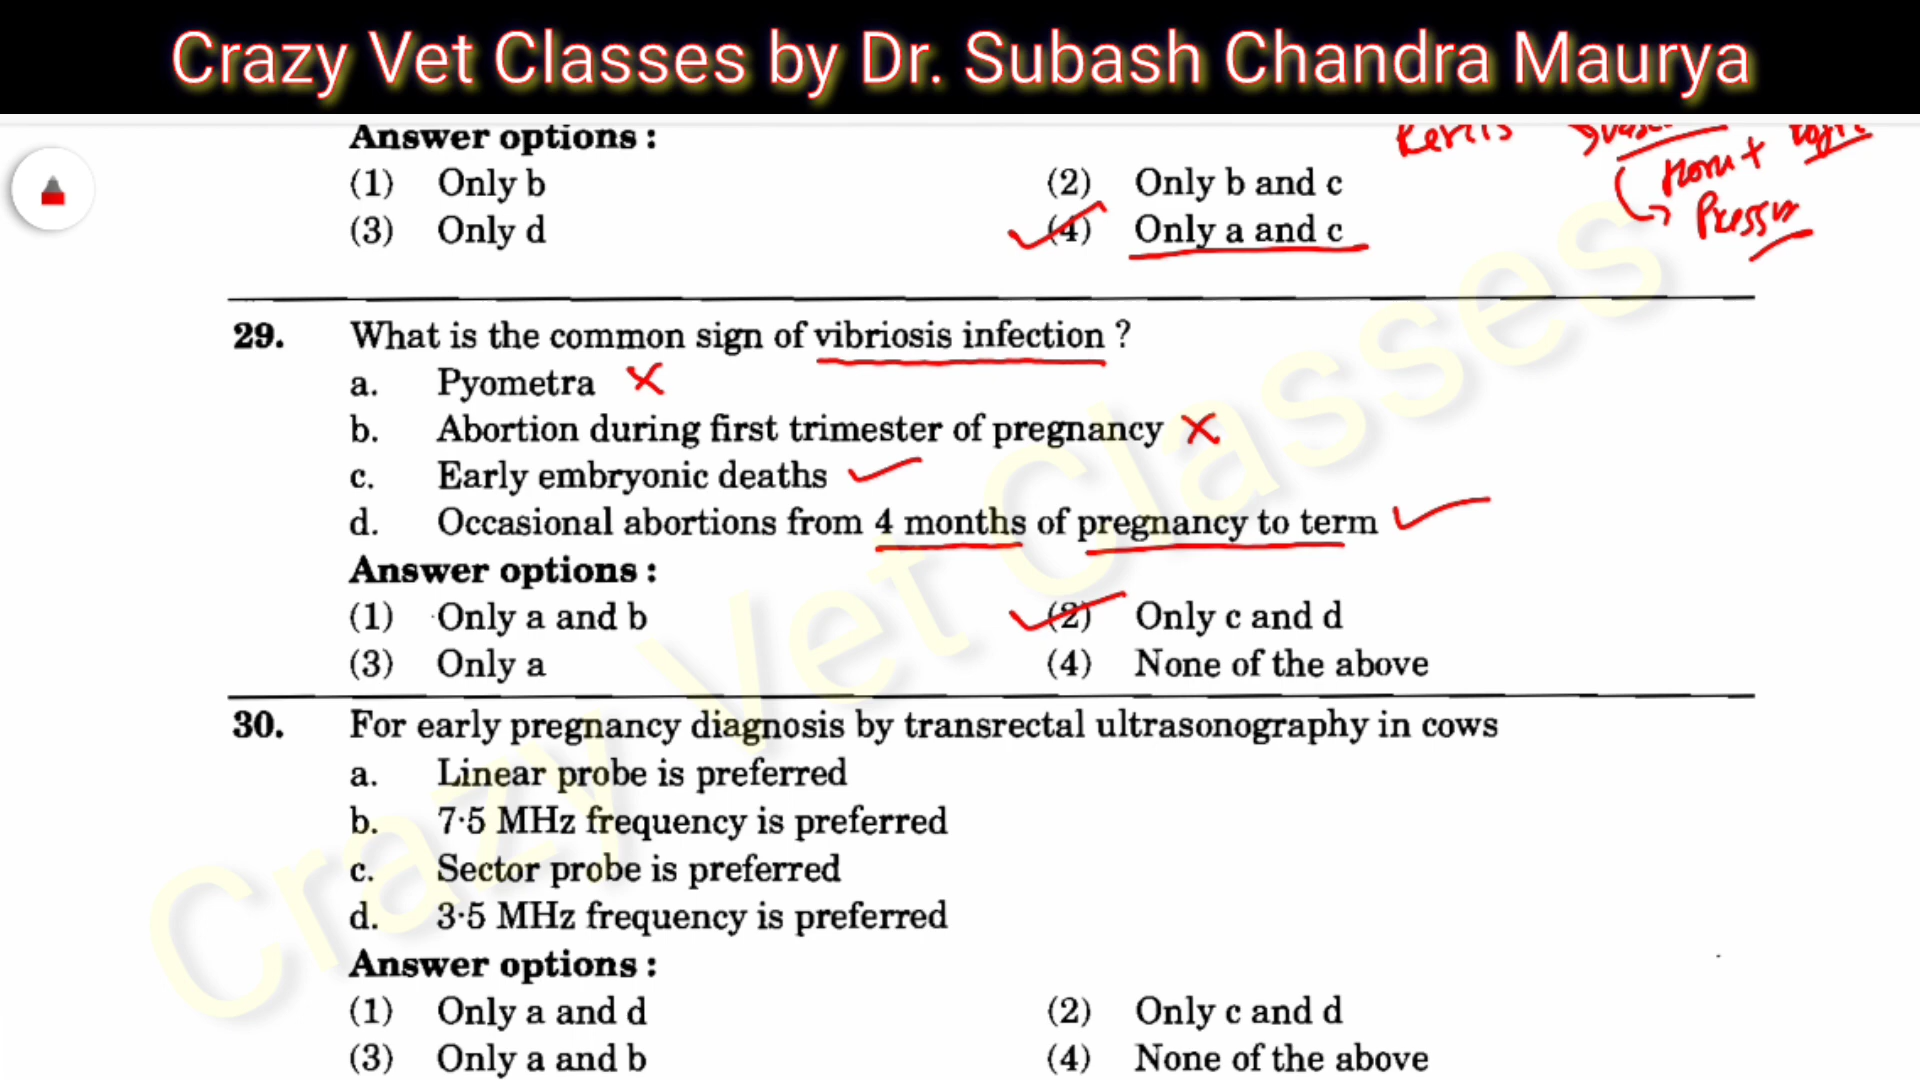 Crazy Vet Classes by Dr. Subash Chandra Maurya
Answer options :
(1) Only b (2) Only b and c
(3) Only d (4) Only a and c
Horn +
29. What is the common sign of vibriosis infection ?
a. Pyometra
b. Abortion during first trimester of pregnancy
c. Early embryonic deaths
d. Occasional abortions from 4 months of pregnancy to term
Answer options :
(1) Only a and b (2) Only c and d
(3) Only a (4) None of the above
30. For early pregnancy diagnosis by transrectal ultrasonography in cows
a. Linear probe is preferred
b. 7·5 MHz frequency is preferred
c. Sector probe is preferred
d. 3·5 MHz frequency is preferred
Answer options :
(1) Only a and d (2) Only c and d
(3) Only a and b (4) None of the above
Crazy Vet Classes